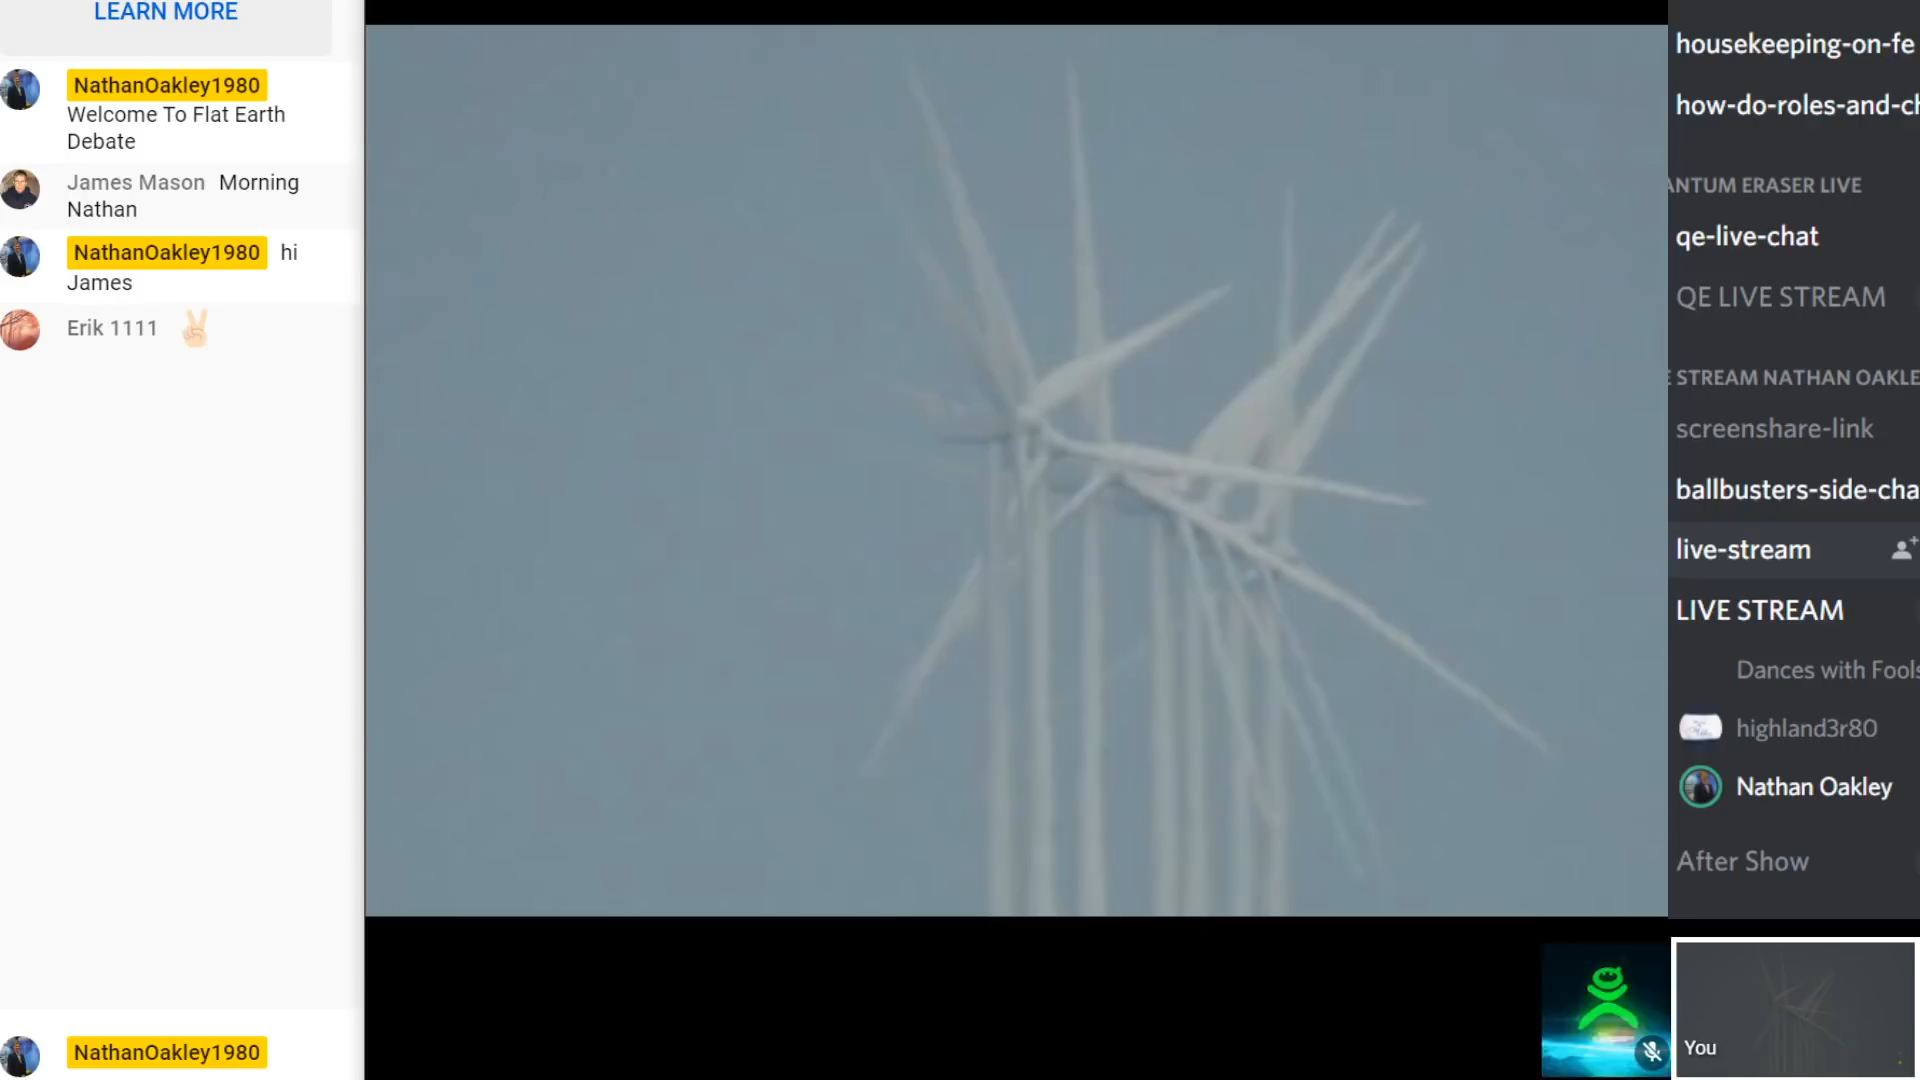 LEARN MORE
NathanOakley1980
Welcome To Flat Earth
Debate
James Mason Morning
Nathan
NathanOakley1980 hi
James
Erik 1111 ✌🏻
NathanOakley1980
housekeeping-on-fe
how-do-roles-and-ch
ANTUM ERASER LIVE
qe-live-chat
QE LIVE STREAM
E STREAM NATHAN OAKLE
screenshare-link
ballbusters-side-cha
live-stream
LIVE STREAM
Dances with Fools
highland3r80
Nathan Oakley
After Show
You